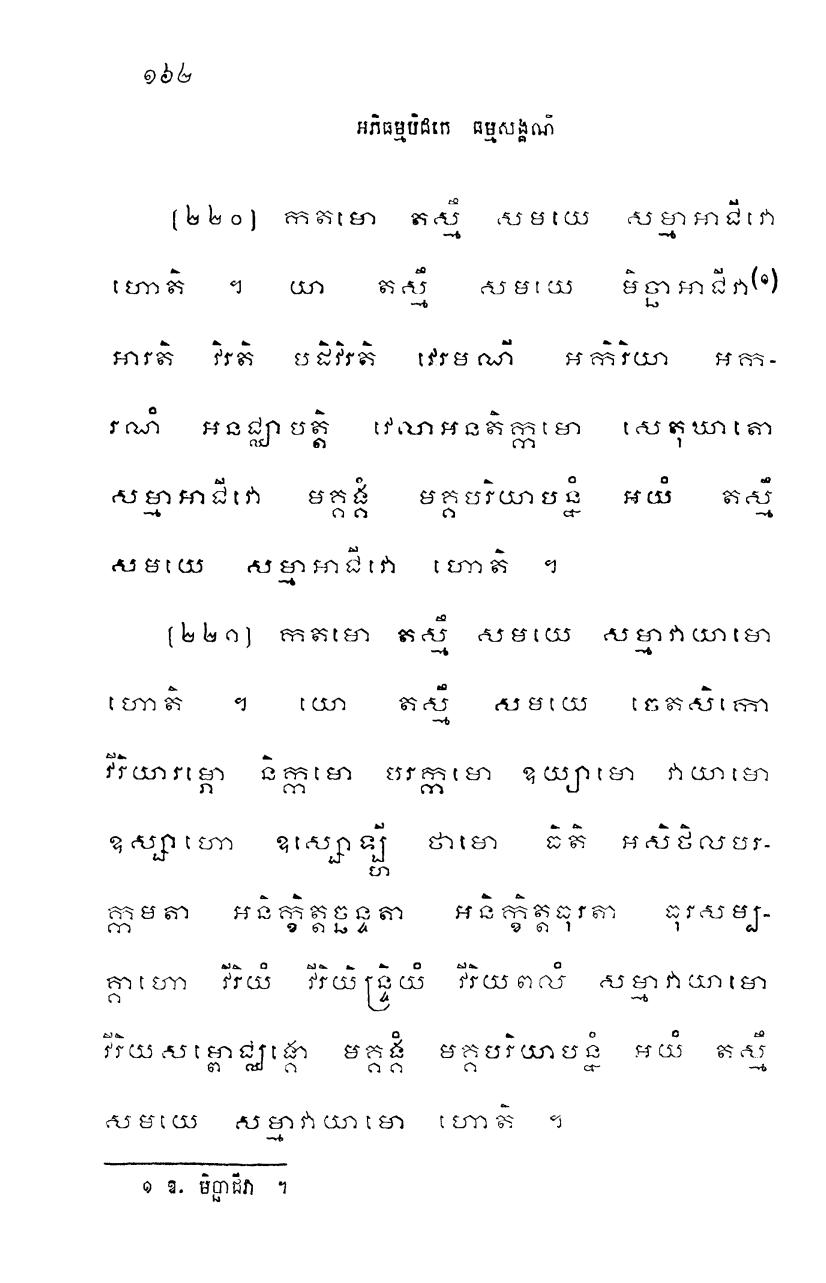 ១៦២
អភិធម្មបិដកេ ធម្មសង្គណី
(២២០) កតមោ តស្មឹ សមយេ សម្មាអាជីវោ
ហោតិ ។ យា តស្មឹ សមយេ មិច្ឆាអាជីវា(១)
អារតិ វិរតិ បដិវិរតិ វេរមណី អកិរិយា អក-
រណំ អនជ្ឈាបត្តិ វេលាអនតិក្កមោ សេតុឃាតោ
សម្មាអាជីវោ មគ្គង្គំ មគ្គបរិយាបន្នំ អយំ តស្មឹ
សមយេ សម្មាអាជីវោ ហោតិ ។
(២២១) កតមោ តស្មឹ សមយេ សម្មាវាយាមោ
ហោតិ ។ យោ តស្មឹ សមយេ ចេតសិកោ
វីរិយារម្ភោ និក្កមោ បរក្កមោ ឧយ្យាមោ វាយាមោ
ឧស្សាហោ ឧស្សោឡ្ហី ថាមោ ធិតិ អសិថិលបរ-
ក្កមតា អនិក្ខិត្តច្ឆន្ទតា អនិក្ខិត្តធុរតា ធុរសម្ប-
គ្គាហោ វីរិយំ វីរិយិន្ទ្រិយំ វីរិយពលំ សម្មាវាយាមោ
វីរិយសម្ពោជ្ឈង្គោ មគ្គង្គំ មគ្គបរិយាបន្នំ អយំ តស្មឹ
សមយេ សម្មាវាយាមោ ហោតិ ។
១ ឧ. មិច្ឆាជីវា ។